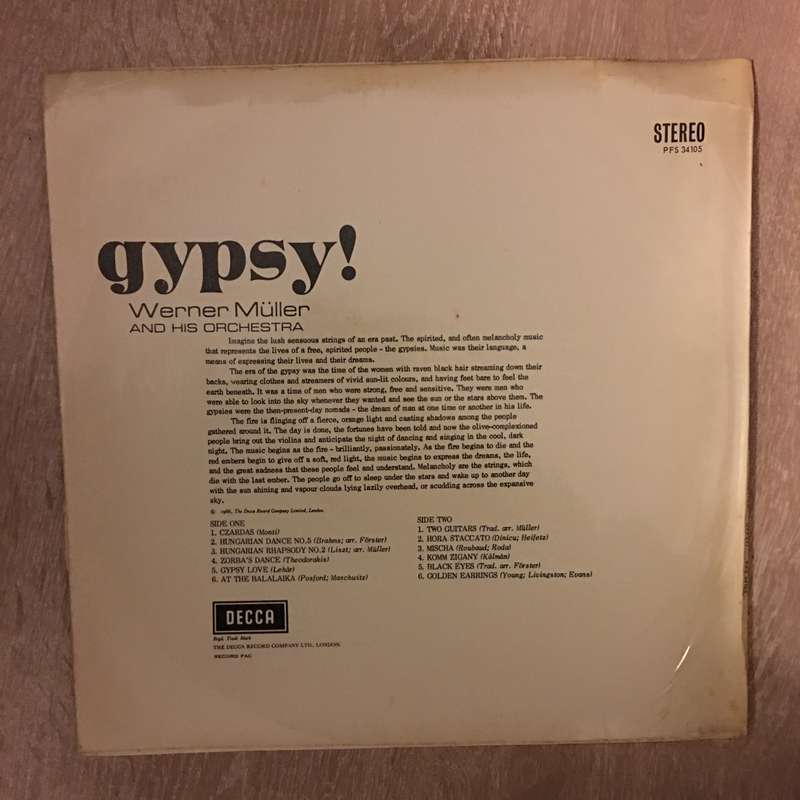 STEREO
PFS 34105
gypsy!
Werner Müller
AND HIS ORCHESTRA
Imagine the lush sensuous strings of an era past. The spirited, and often melancholy music
that represents the lives of a free, spirited people - the gypsies. Music was their language, a
means of expressing their lives and their dreams.
The era of the gypsy was the time of the women with raven black hair streaming down their
backs, wearing clothes and streamers of vivid sun-lit colours, and having feet bare to feel the
earth beneath. It was a time of men who were strong, free and sensitive. They were men who
were able to look into the sky whenever they wanted and see the sun or the stars above them. The
gypsies were the then-present-day nomads - the dream of man at one time or another in his life.
The fire is flinging off a fierce, orange light and casting shadows among the people
gathered around it. The day is done, the fortunes have been told and now the olive-complexioned
people bring out the violins and anticipate the night of dancing and singing in the cool, dark
night. The music begins as the fire - brilliantly, passionately. As the fire begins to die and the
red embers begin to give off a soft, red light, the music begins to express the dreams, the life,
and the great sadness that these people feel and understand. Melancholy are the strings, which
die with the last ember. The people go off to sleep under the stars and wake up to another day
with the sun shining and vapour clouds lying lazily overhead, or scudding across the expansive
sky.
℗ 1966, The Decca Record Company Limited, London.
SIDE ONE
1. CZARDAS (Monti)
2. HUNGARIAN DANCE NO.5 (Brahms; arr. Förster)
3. HUNGARIAN RHAPSODY NO.2 (Liszt; arr. Müller)
4. ZORBA'S DANCE (Theodorakis)
5. GYPSY LOVE (Lehár)
6. AT THE BALALAIKA (Posford; Maschwitz)
SIDE TWO
1. TWO GUITARS (Trad. arr. Müller)
2. HORA STACCATO (Dinicu; Heifetz)
3. MISCHA (Roubaud; Roda)
4. KOMM ZIGANY (Kálmán)
5. BLACK EYES (Trad. arr. Förster)
6. GOLDEN EARRINGS (Young; Livingston; Evans)
DECCA
Regd. Trade Mark
THE DECCA RECORD COMPANY LTD., LONDON.
RECORD PAC